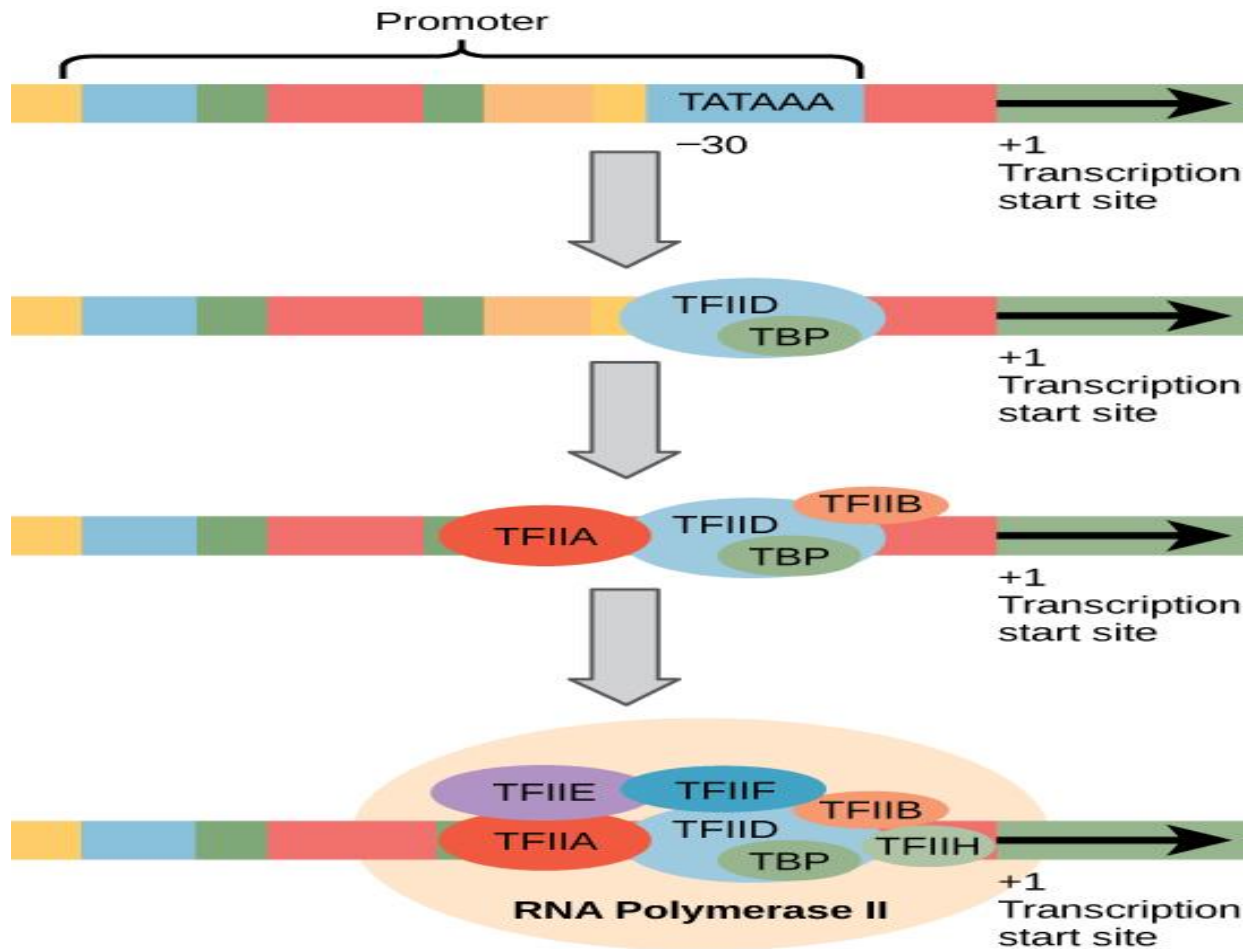 Promoter
TATAAA
−30
+1
Transcription
start site
TFIID
TBP
+1
Transcription
start site
TFIIB
TFIIA
TFIID
TBP
+1
Transcription
start site
TFIIE
TFIIF
TFIIB
TFIIA
TFIID
TFIIH
TBP
RNA Polymerase II
+1
Transcription
start site